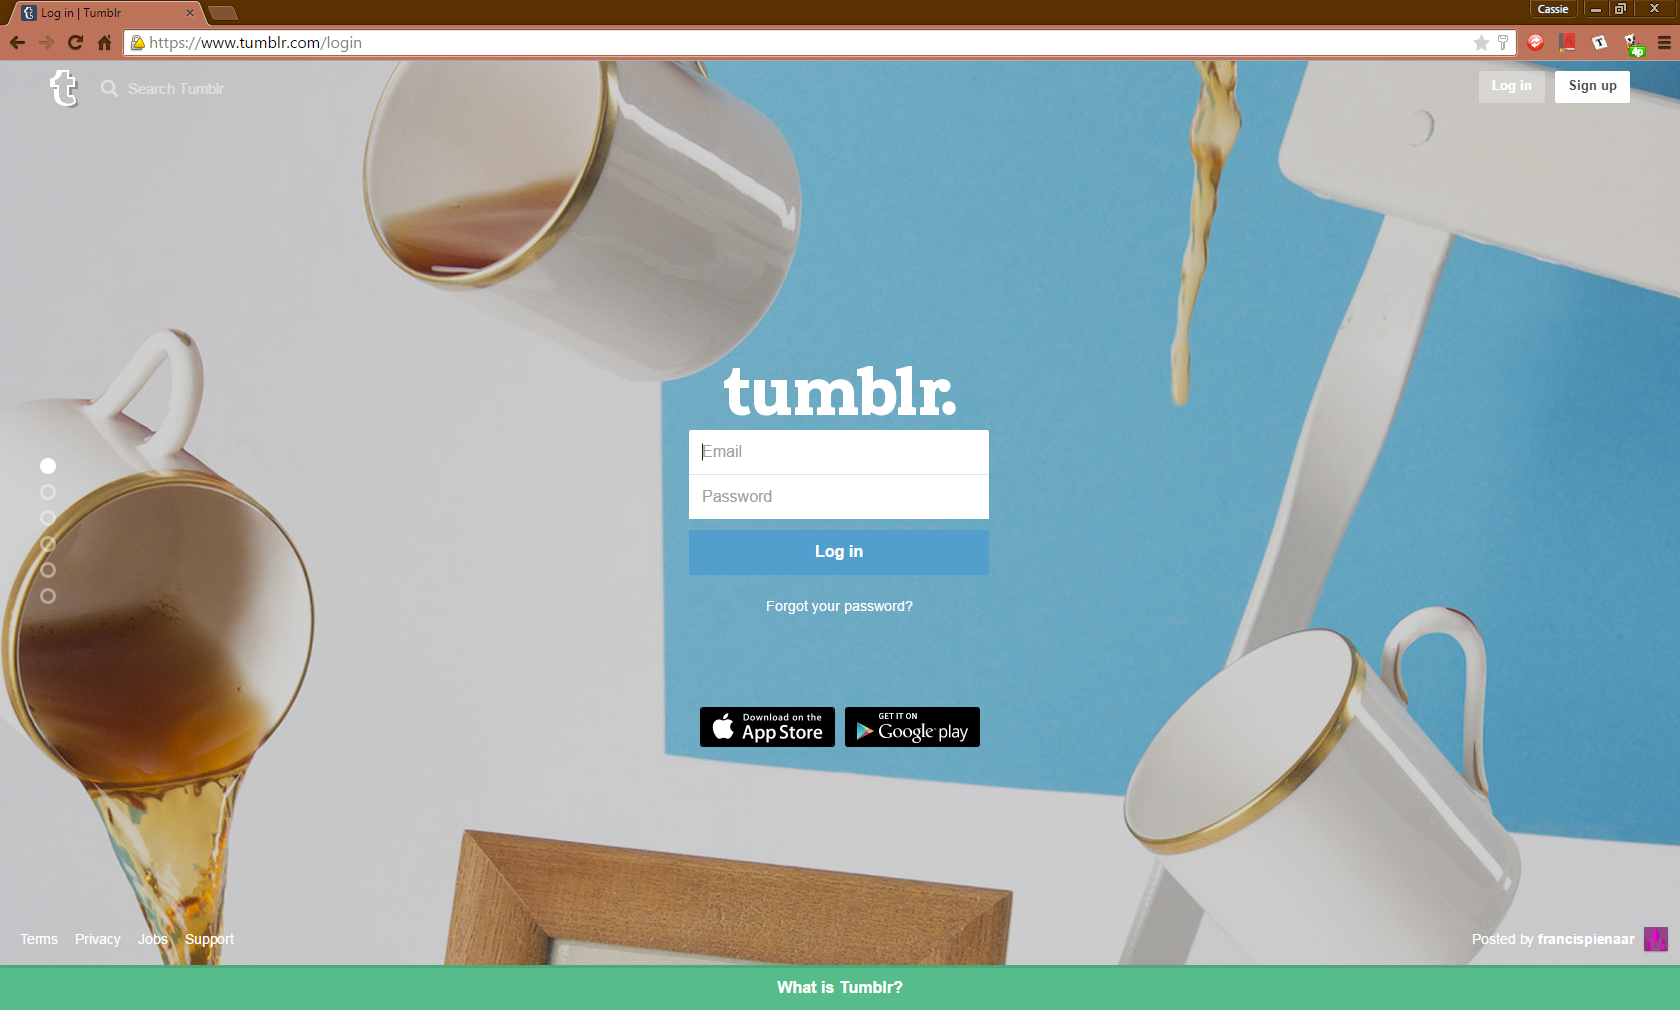 Log in | Tumblr
Cassie
https://www.tumblr.com/login
4p
t
Search Tumblr
Log in
Sign up
tumblr.
Email
Password
Log in
Forgot your password?
Download on the
App Store
GET IT ON
Google play
Terms
Privacy
Jobs
Support
Posted by francispienaar
What is Tumblr?